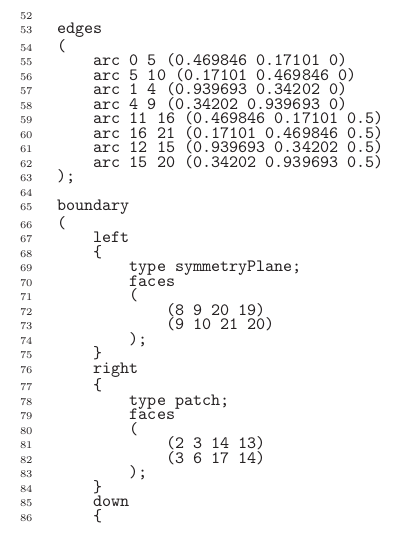 52
53 edges
54 (
55 arc 0 5 (0.469846 0.17101 0)
56 arc 5 10 (0.17101 0.469846 0)
57 arc 1 4 (0.939693 0.34202 0)
58 arc 4 9 (0.34202 0.939693 0)
59 arc 11 16 (0.469846 0.17101 0.5)
60 arc 16 21 (0.17101 0.469846 0.5)
61 arc 12 15 (0.939693 0.34202 0.5)
62 arc 15 20 (0.34202 0.939693 0.5)
63 );
64
65 boundary
66 (
67 left
68 {
69 type symmetryPlane;
70 faces
71 (
72 (8 9 20 19)
73 (9 10 21 20)
74 );
75 }
76 right
77 {
78 type patch;
79 faces
80 (
81 (2 3 14 13)
82 (3 6 17 14)
83 );
84 }
85 down
86 {